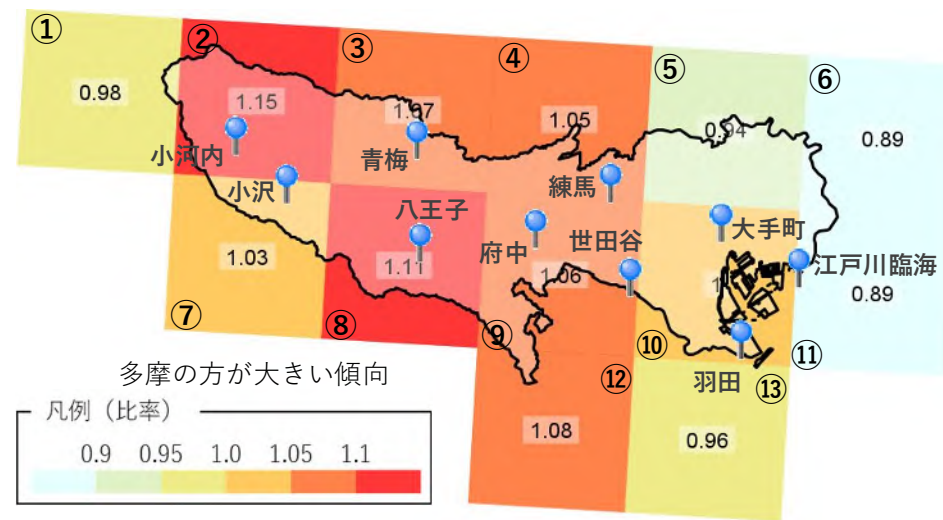 ①
②
③
④
⑤
⑥
0.98
1.15
1.07
1.05
0.94
0.89
小河内
青梅
練馬
小沢
八王子
府中
世田谷
大手町
江戸川臨海
1.03
1.11
1.06
0.89
⑦
⑧
⑨
⑩
⑪
羽田
⑫
⑬
多摩の方が大きい傾向
1.08
0.96
凡例（比率）
0.9 0.95 1.0 1.05 1.1